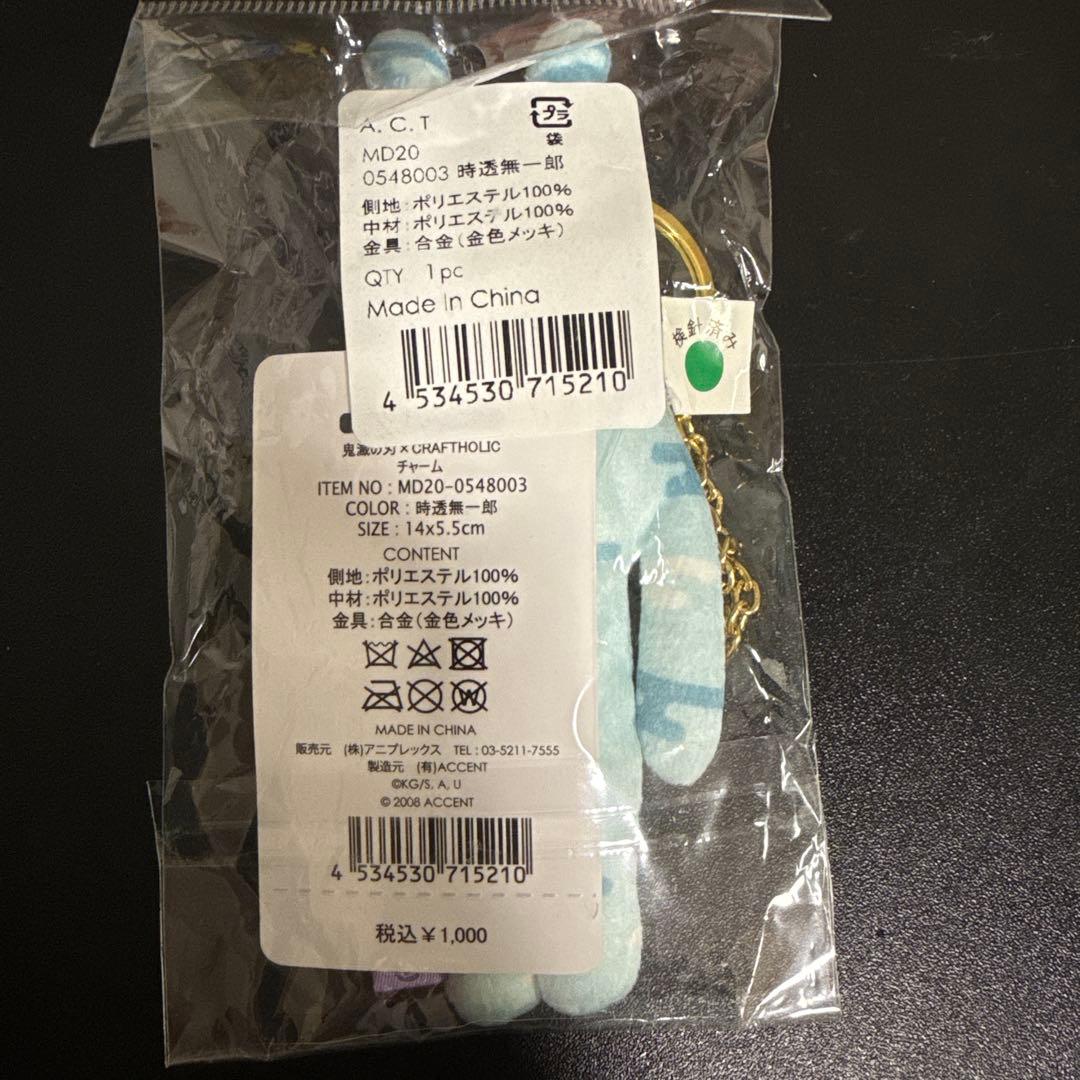 A. C. T
プラ
袋
MD20
0548003 時透無一郎
側地:ポリエステル100%
中材:ポリエステル100%
金具:合金(金色メッキ)
QTY 1pc
Made In China
4 534530 715210
検針済み
鬼滅の刃×CRAFTHOLIC
チャーム
ITEM NO : MD20-0548003
COLOR : 時透無一郎
SIZE : 14x5.5cm
CONTENT
側地:ポリエステル100%
中材:ポリエステル100%
金具:合金(金色メッキ)
W
MADE IN CHINA
販売元 (株)アニプレックス TEL : 03-5211-7555
製造元 (有)ACCENT
©KG/S, A, U
© 2008 ACCENT
4 534530 715210
税込¥1,000